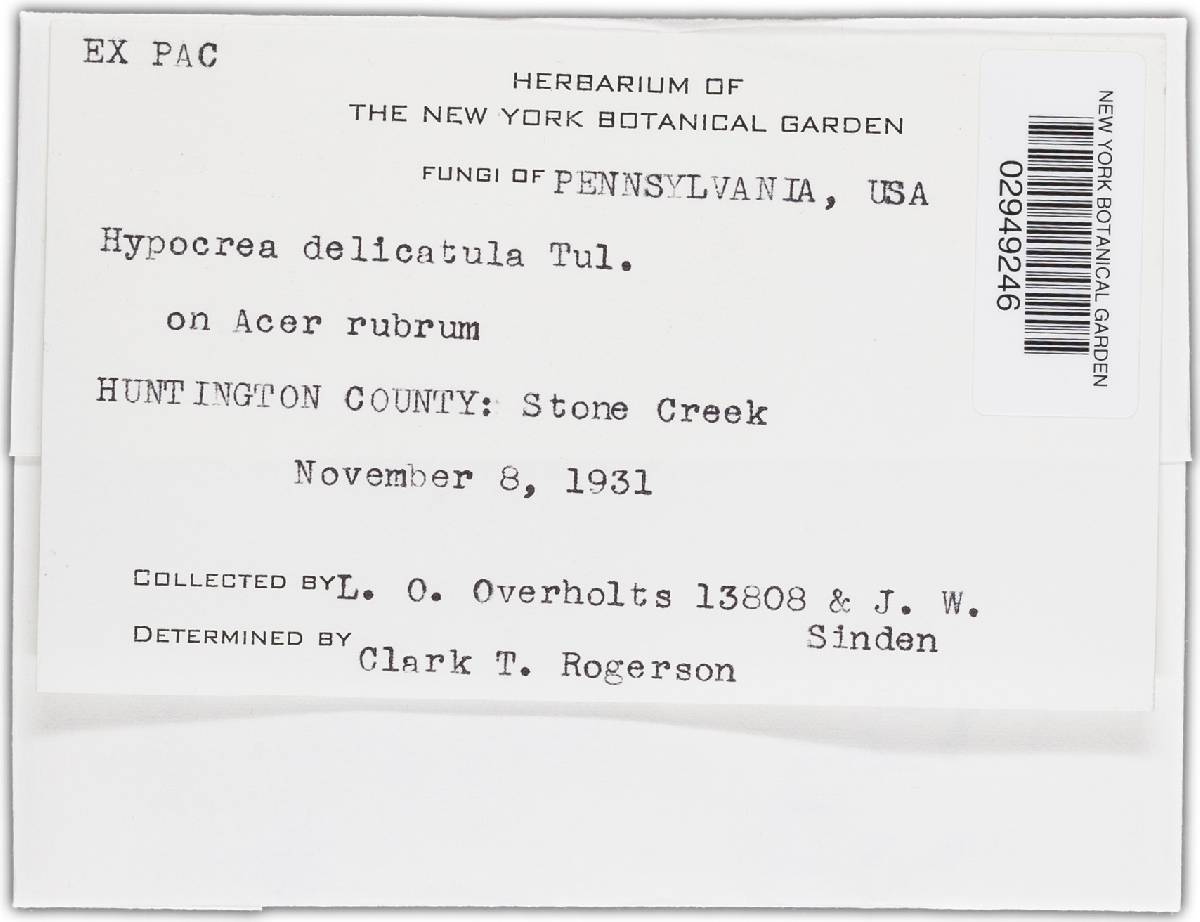 EX PAC
HERBARIUM OF
THE NEW YORK BOTANICAL GARDEN
FUNGI OF PENNSYLVANIA, USA
Hypocrea delicatula Tul.
on Acer rubrum
HUNTINGTON COUNTY: Stone Creek
November 8, 1931
COLLECTED BY L. O. Overholts 13808 & J. W.
Sinden
DETERMINED BY Clark T. Rogerson
NEW YORK BOTANICAL GARDEN
02949246